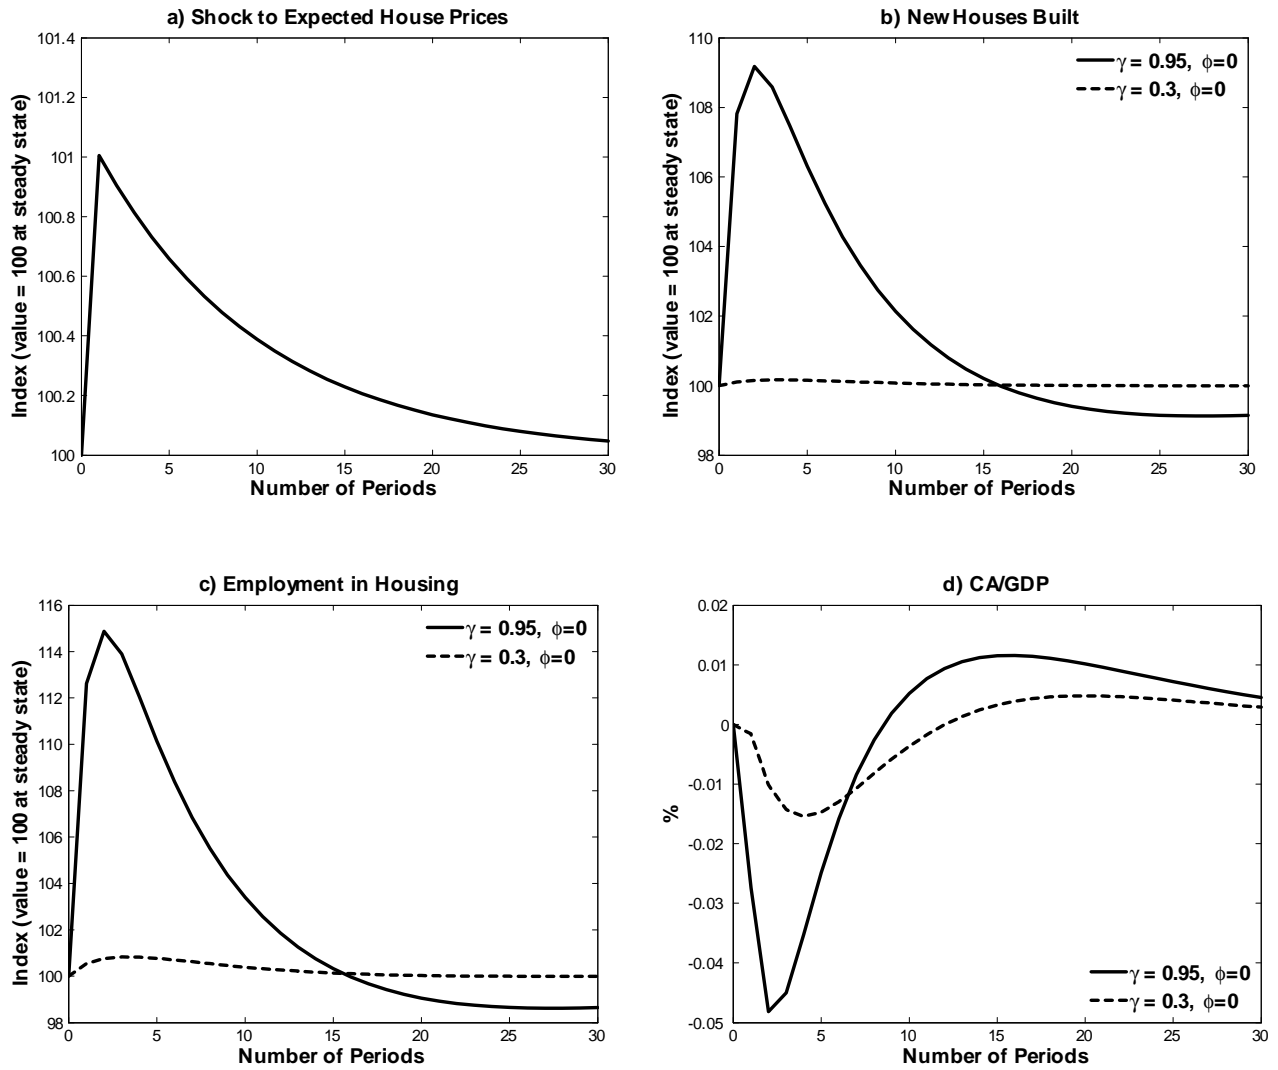 a) Shock to Expected House Prices
101.4
101.2
101
100.8
100.6
100.4
100.2
100
0 5 10 15 20 25 30
Index (value = 100 at steady state)
Number of Periods
b) New Houses Built
110
108
106
104
102
100
98
0 5 10 15 20 25 30
Index (value = 100 at steady state)
Number of Periods
γ = 0.95, ϕ=0
γ = 0.3, ϕ=0
c) Employment in Housing
116
114
112
110
108
106
104
102
100
98
0 5 10 15 20 25 30
Index (value = 100 at steady state)
Number of Periods
γ = 0.95, ϕ=0
γ = 0.3, ϕ=0
d) CA/GDP
0.02
0.01
0
-0.01
-0.02
-0.03
-0.04
-0.05
0 5 10 15 20 25 30
%
Number of Periods
γ = 0.95, ϕ=0
γ = 0.3, ϕ=0